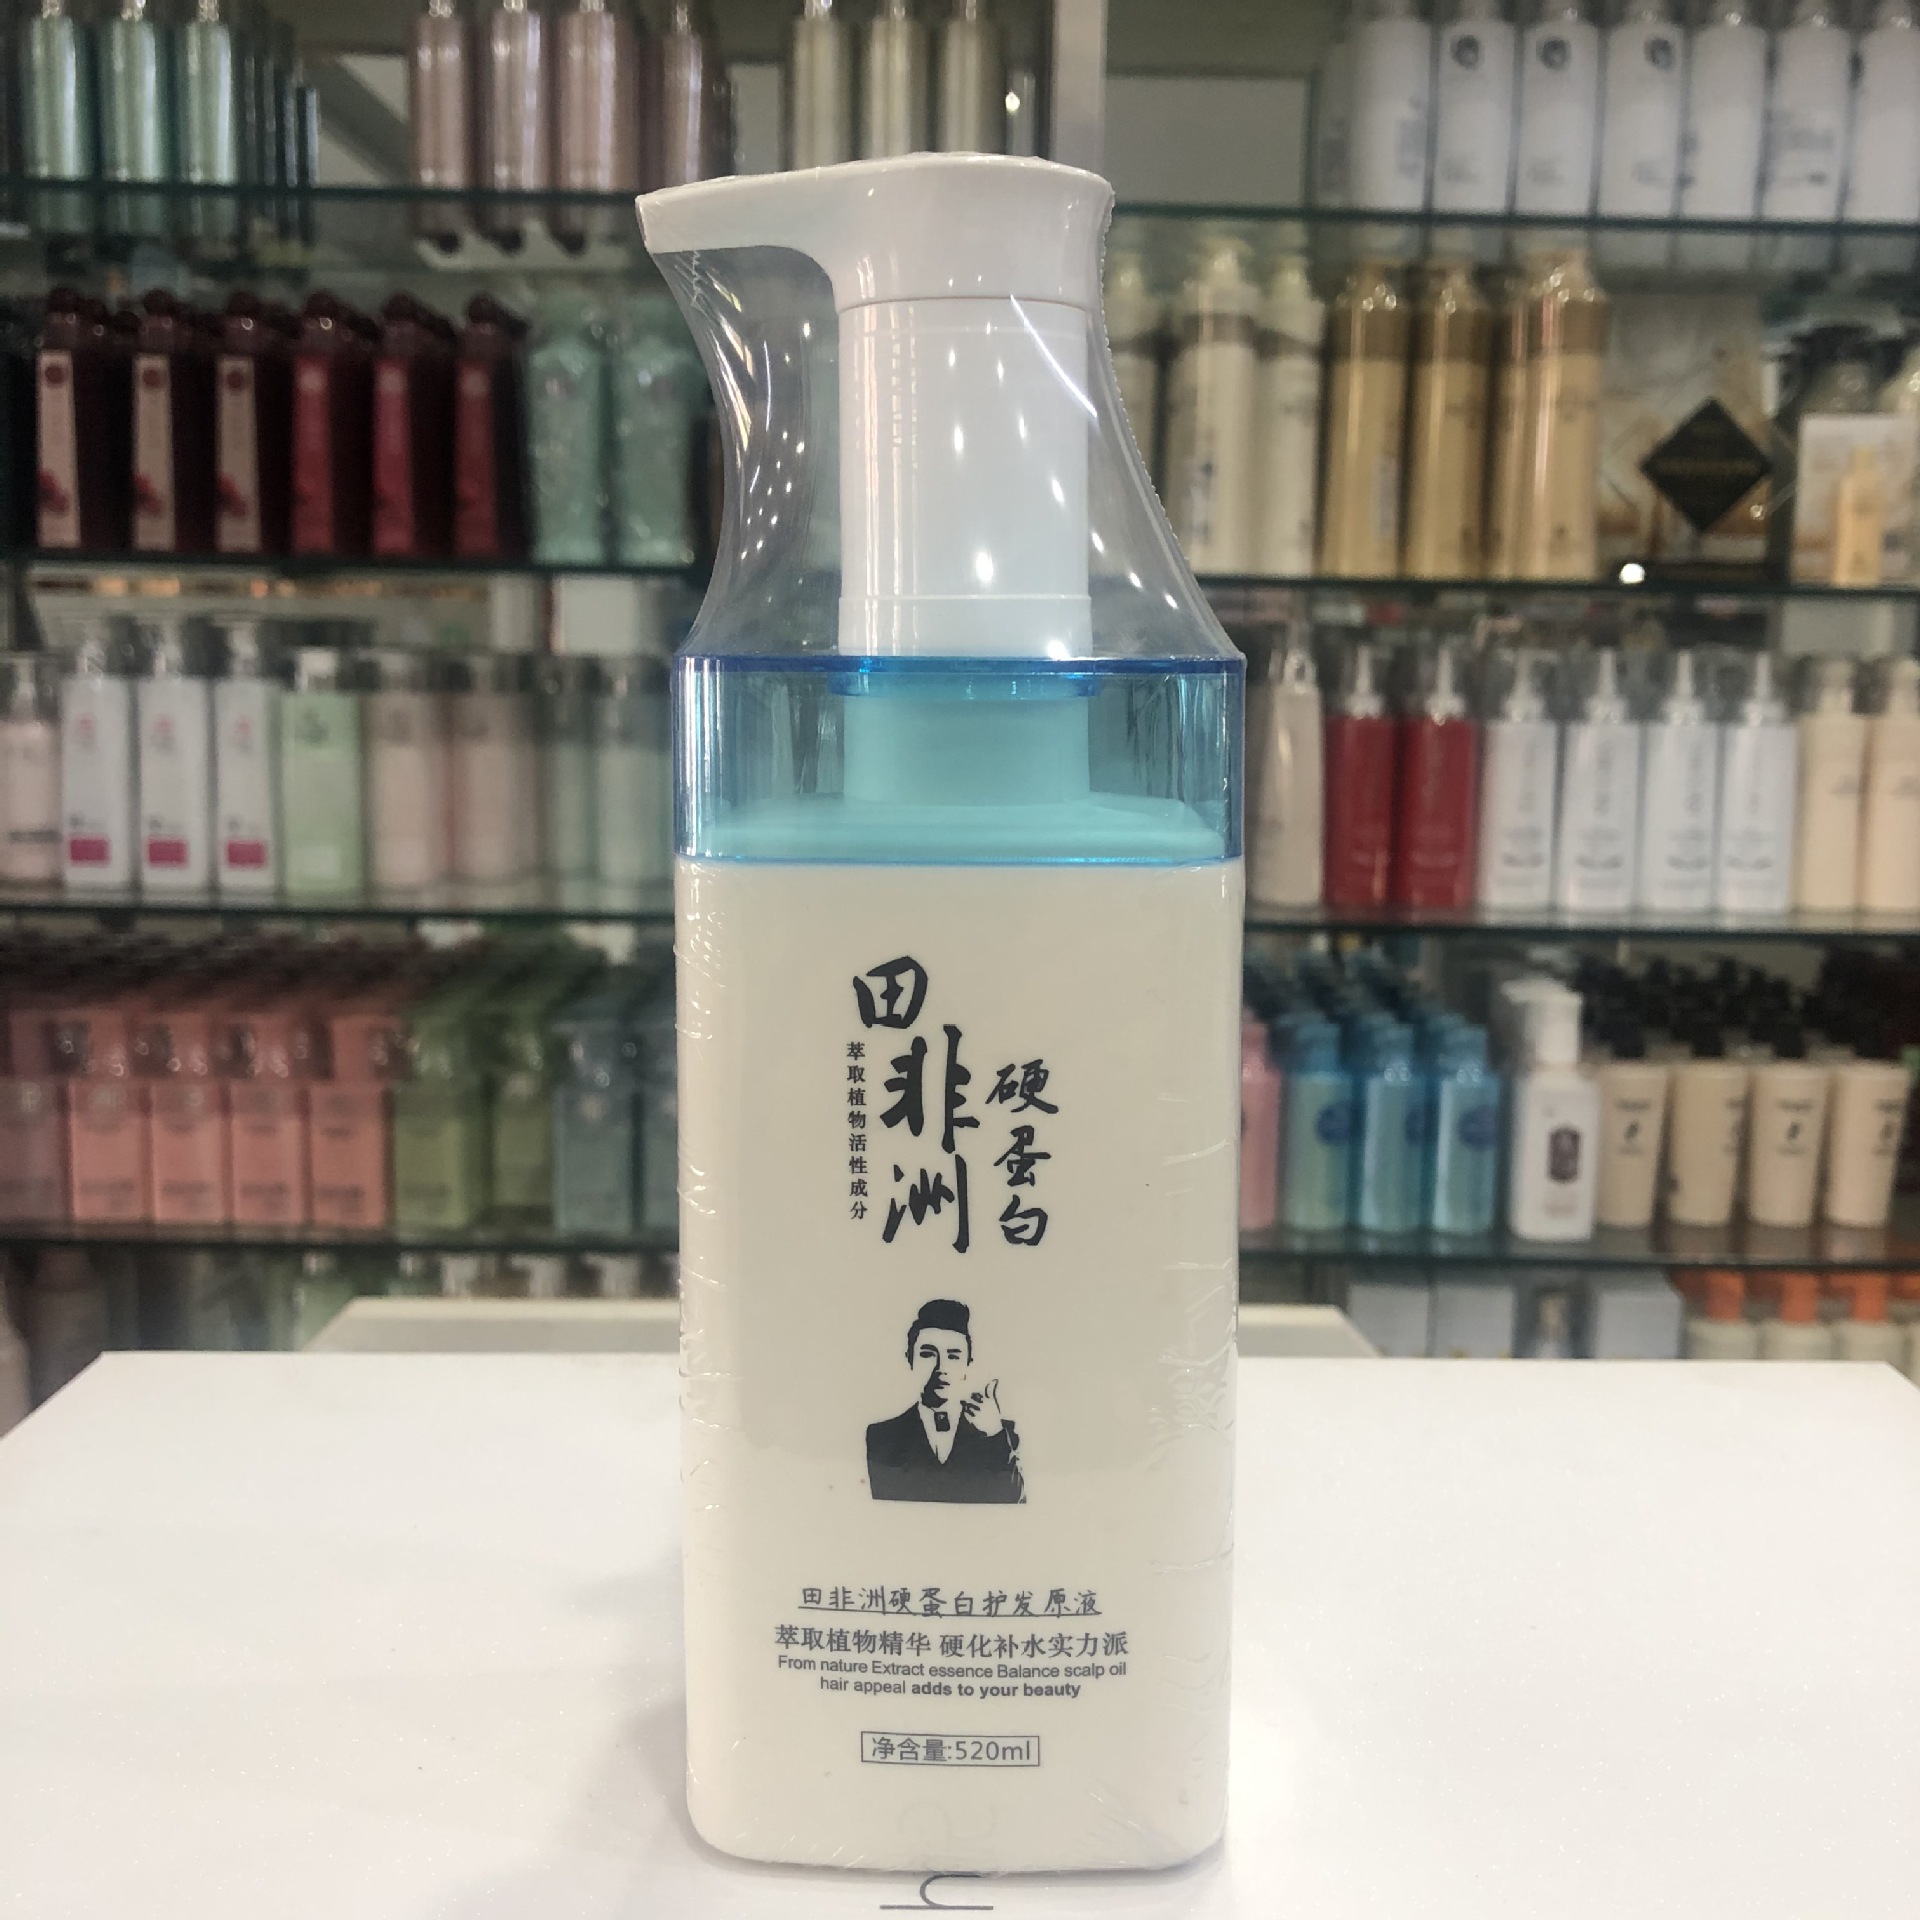 田非洲
硬蛋白
萃取植物活性成分
田非洲硬蛋白护发原液
萃取植物精华 硬化补水实力派
From nature Extract essence Balance scalp oil
hair appeal adds to your beauty
净含量:520ml